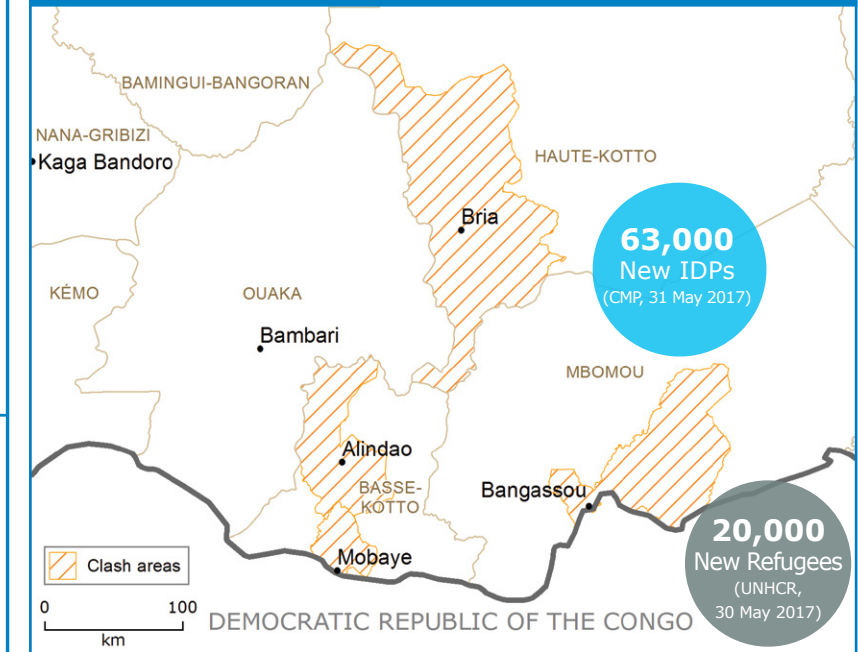 BAMINGUI-BANGORAN
NANA-GRIBIZI
Kaga Bandoro
HAUTE-KOTTO
Bria
63,000
New IDPs
(CMP, 31 May 2017)
KÉMO
OUAKA
Bambari
MBOMOU
Alindao
BASSE-
KOTTO
Bangassou
20,000
New Refugees
(UNHCR,
30 May 2017)
Mobaye
Clash areas
0 100
km
DEMOCRATIC REPUBLIC OF THE CONGO